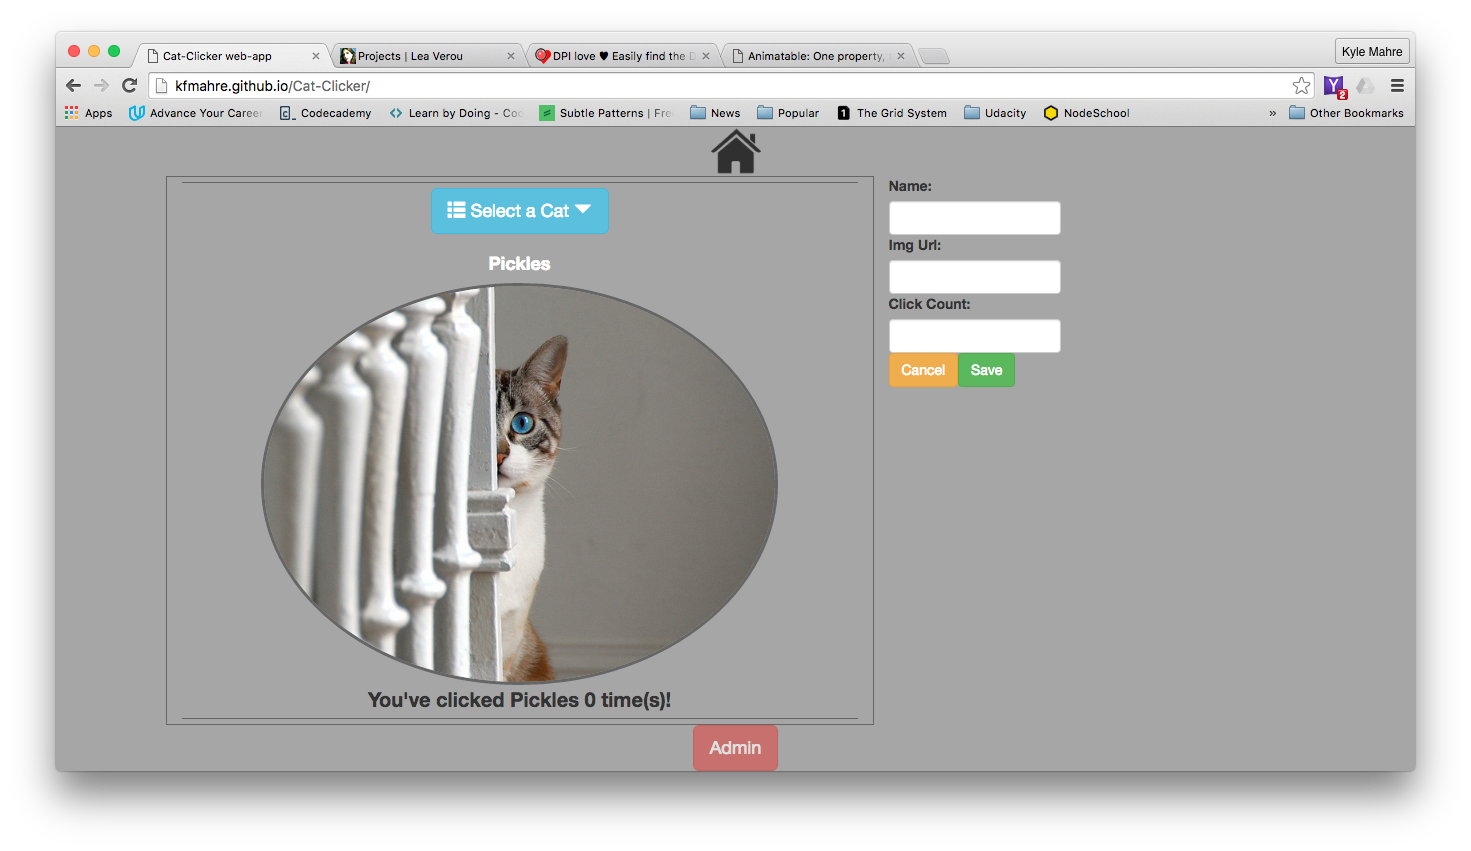 Cat-Clicker web-app
Projects | Lea Verou
DPI love ♥ Easily find the D
Animatable: One property,
Kyle Mahre
kfmahre.github.io/Cat-Clicker/
2
Apps
Advance Your Career
Codecademy
Learn by Doing - Coc
Subtle Patterns | Fre
News
Popular
1 The Grid System
Udacity
NodeSchool
»
Other Bookmarks
Select a Cat
Pickles
You've clicked Pickles 0 time(s)!
Name:
Img Url:
Click Count:
Cancel
Save
Admin